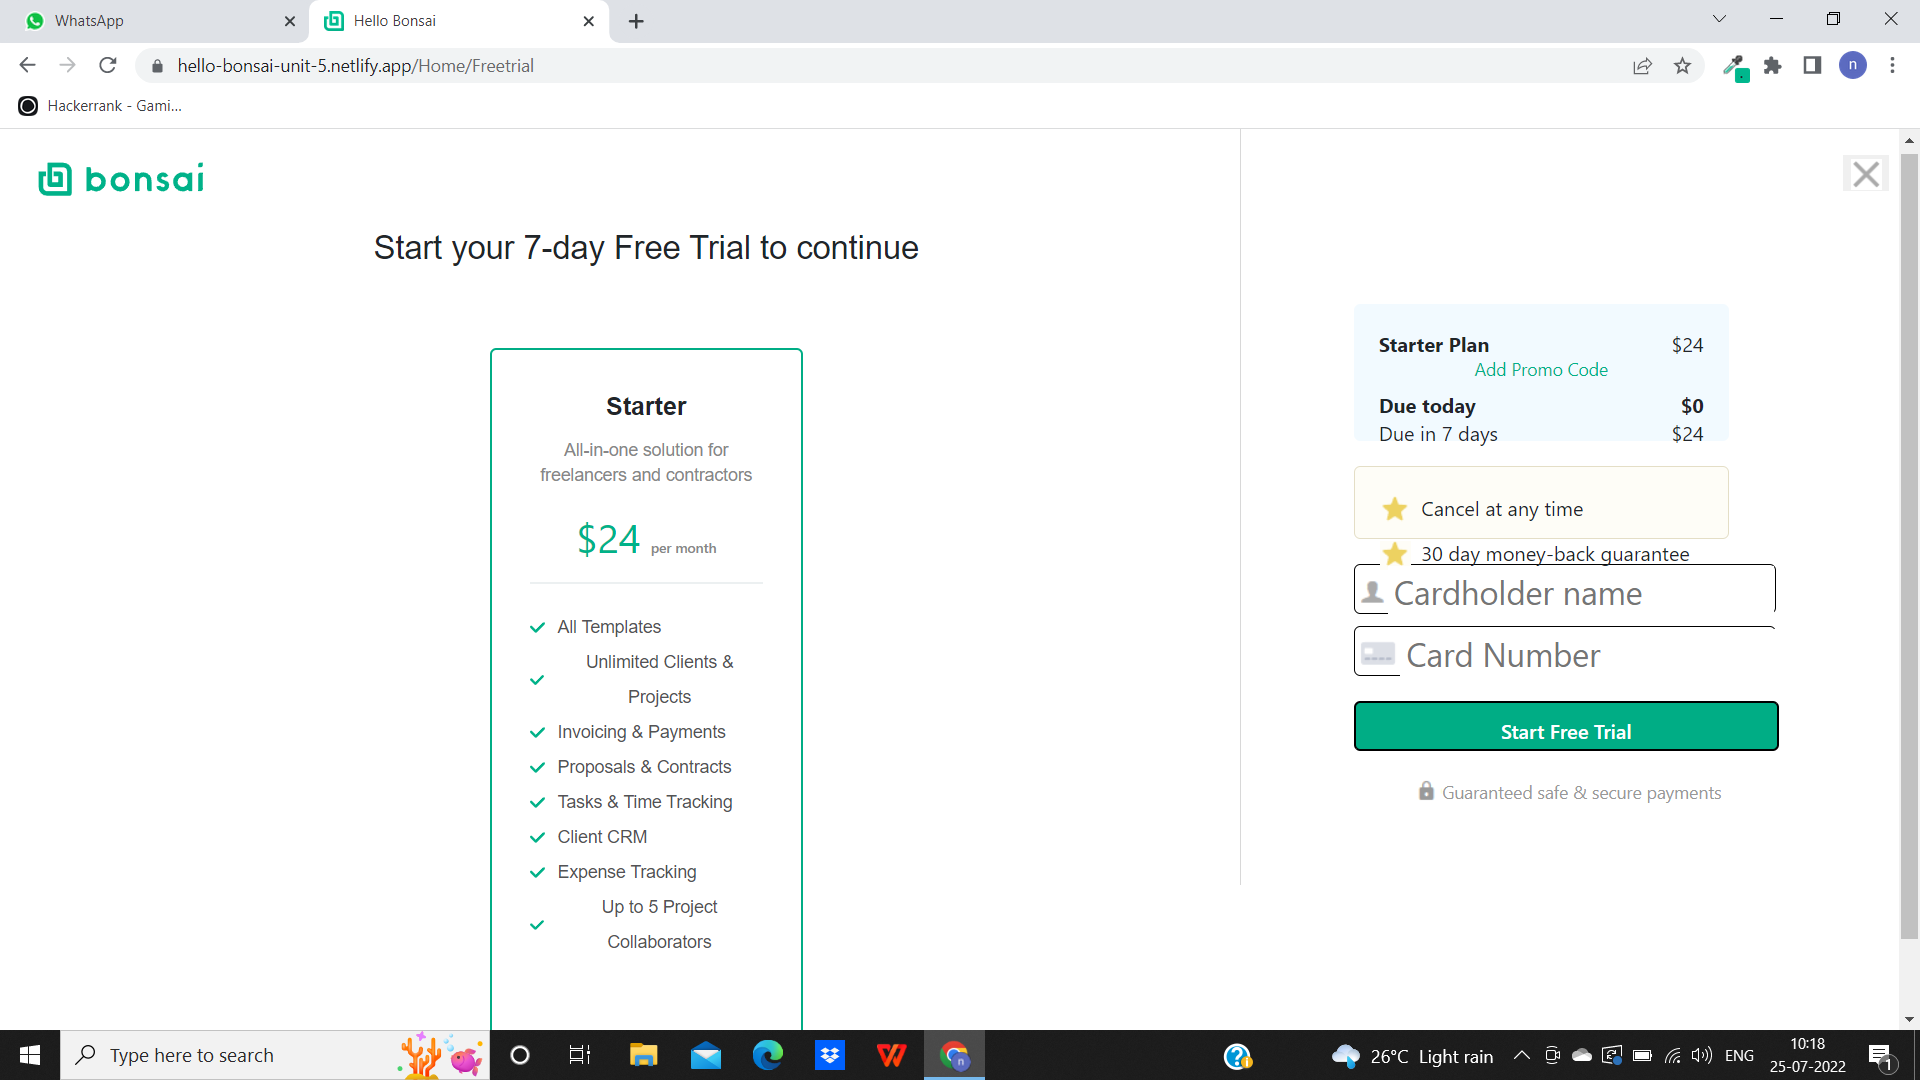 WhatsApp
Hello Bonsai
hello-bonsai-unit-5.netlify.app/Home/Freetrial
n
Hackerrank - Gami...
bonsai
Start your 7-day Free Trial to continue
Starter
All-in-one solution for
freelancers and contractors
$24 per month
All Templates
Unlimited Clients &
Projects
Invoicing & Payments
Proposals & Contracts
Tasks & Time Tracking
Client CRM
Expense Tracking
Up to 5 Project
Collaborators
Starter Plan $24
Add Promo Code
Due today $0
Due in 7 days $24
Cancel at any time
30 day money-back guarantee
Cardholder name
Card Number
Start Free Trial
Guaranteed safe & secure payments
Type here to search
n
26°C Light rain
ENG
10:18
25-07-2022
1